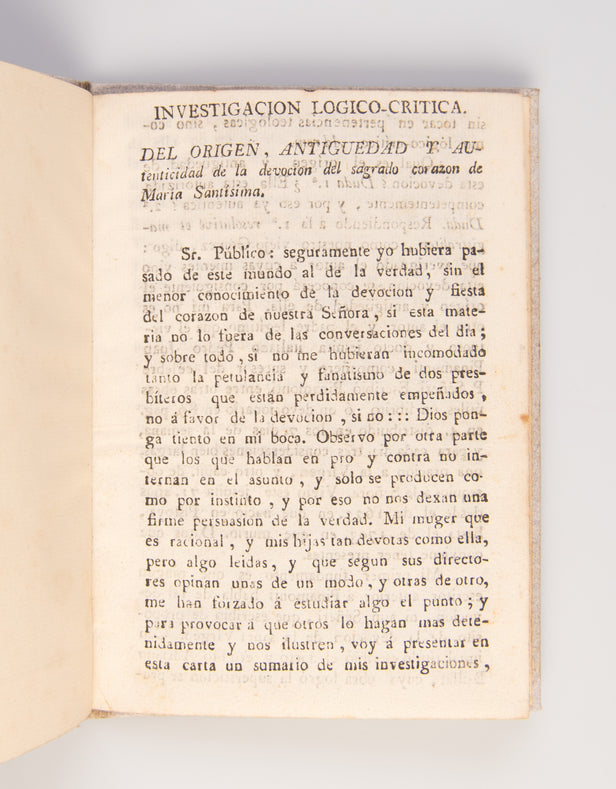 INVESTIGACION LOGICO-CRITICA.
DEL ORIGEN, ANTIGUEDAD Y AU-
tenticidad de la devocion del sagrado corazon de
Maria Santísima.
Sr. Público: seguramente yo hubiera pa-
sado de este mundo al de la verdad, sin el
menor conocimiento de la devocion y fiesta
del corazon de nuestra Señora, si esta mate-
ria no lo fuera de las conversaciones del dia;
y sobre todo, si no me hubieran incomodado
tanto la petulancia y fanatismo de dos pres-
bíteros que están perdidamente empeñados,
no á favor de la devocion, si no::: Dios pon-
ga tiento en mi boca. Observo por otra parte
que los que hablan en pro y contra no in-
ternan en el asunto, y solo se producen co-
mo por instinto, y por eso no nos dexan una
firme persuasion de la verdad. Mi muger que
es racional, y mis hijas tan devotas como ella,
pero algo leidas, y que segun sus directo-
res opinan unas de un modo, y otras de otro,
me han forzado á estudiar algo el punto; y
para provocar á que otros lo hagan mas dete-
nidamente y nos ilustren, voy á presentar en
esta carta un sumario de mis investigaciones,